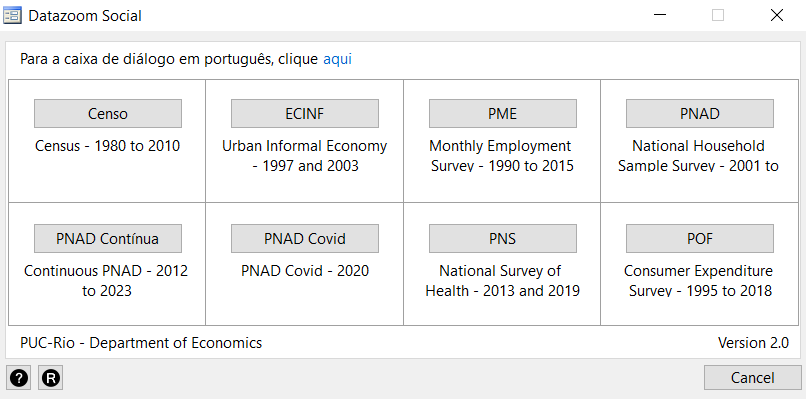 Datazoom Social
Para a caixa de diálogo em português, clique aqui
Censo
Census - 1980 to 2010
ECINF
Urban Informal Economy
- 1997 and 2003
PME
Monthly Employment
Survey - 1990 to 2015
PNAD
National Household
Sample Survey - 2001 to
PNAD Contínua
Continuous PNAD - 2012
to 2023
PNAD Covid
PNAD Covid - 2020
PNS
National Survey of
Health - 2013 and 2019
POF
Consumer Expenditure
Survey - 1995 to 2018
PUC-Rio - Department of Economics
Version 2.0
? R
Cancel